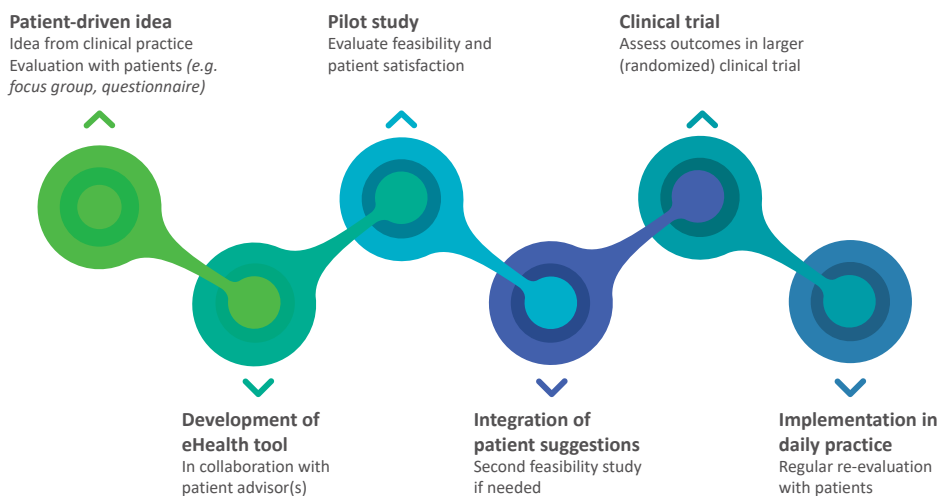 Patient-driven idea
Idea from clinical practice
Evaluation with patients (e.g.
focus group, questionnaire)
Development of
eHealth tool
In collaboration with
patient advisor(s)
Pilot study
Evaluate feasibility and
patient satisfaction
Integration of
patient suggestions
Second feasibility study
if needed
Clinical trial
Assess outcomes in larger
(randomized) clinical trial
Implementation in
daily practice
Regular re-evaluation
with patients